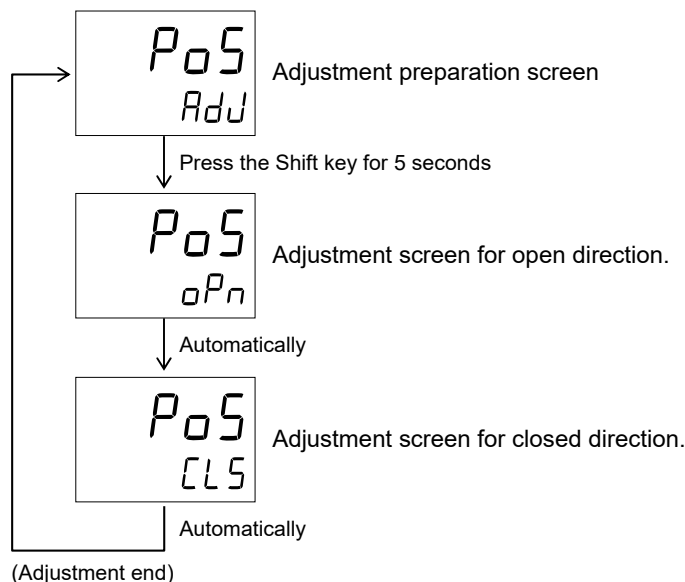 PoS
AdJ
Adjustment preparation screen
Press the Shift key for 5 seconds
PoS
oPn
Adjustment screen for open direction.
Automatically
PoS
CLS
Adjustment screen for closed direction.
Automatically
(Adjustment end)